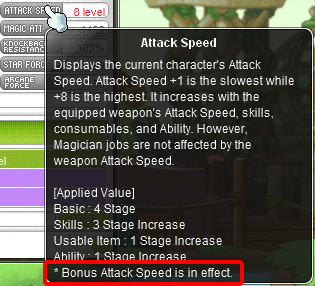 ATTACK SPEED 8 level
Attack Speed
MAGIC ATT
KNOCKBACK
RESISTANCE 100%
STAR FORCE
ARCANE
FORCE
Displays the current character's Attack
Speed. Attack Speed +1 is the slowest while
+8 is the highest. It increases with the
equipped weapon's Attack Speed, skills,
consumables, and Ability. However,
Magician jobs are not affected by the
weapon Attack Speed.
[Applied Value]
Basic : 4 Stage
Skills : 3 Stage Increase
Usable Item : 1 Stage Increase
Ability : 1 Stage Increase
* Bonus Attack Speed is in effect.